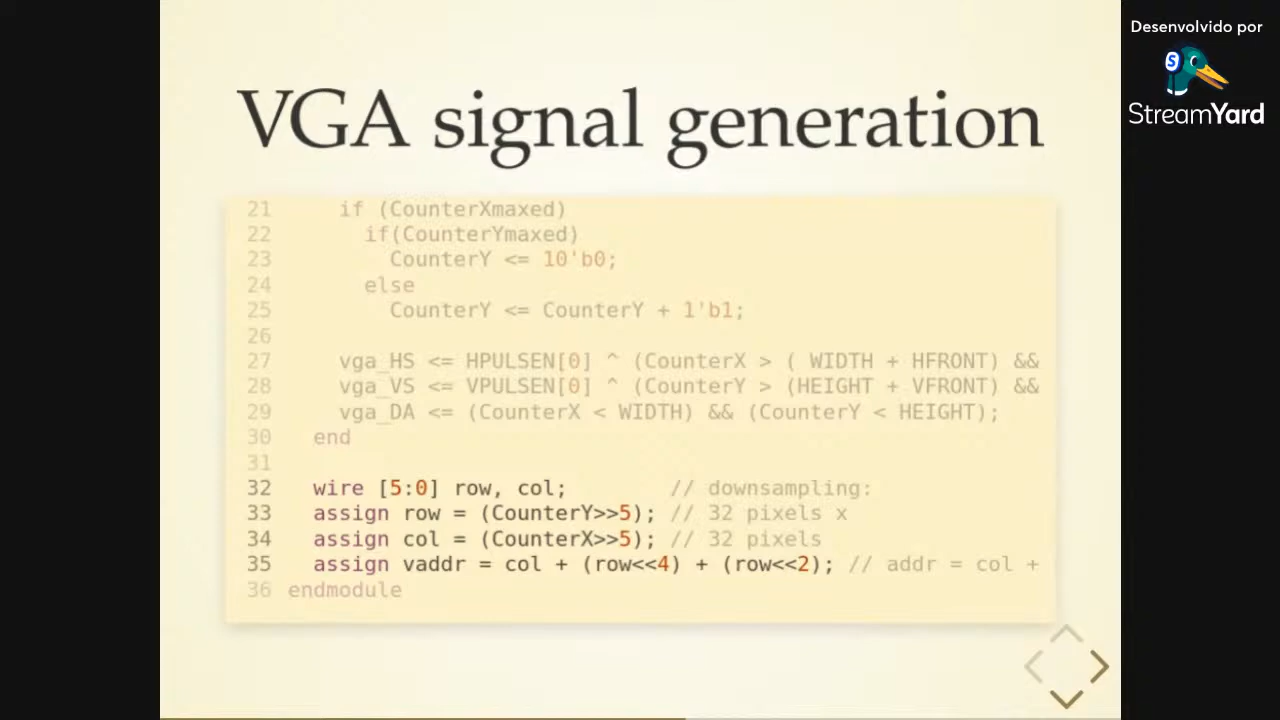 Desenvolvido por
StreamYard
VGA signal generation
21 if (CounterXmaxed)
22 if(CounterYmaxed)
23 CounterY <= 10'b0;
24 else
25 CounterY <= CounterY + 1'b1;
26
27 vga_HS <= HPULSEN[0] ^ (CounterX > ( WIDTH + HFRONT) &&
28 vga_VS <= VPULSEN[0] ^ (CounterY > (HEIGHT + VFRONT) &&
29 vga_DA <= (CounterX < WIDTH) && (CounterY < HEIGHT);
30 end
31
32 wire [5:0] row, col; // downsampling:
33 assign row = (CounterY>>5); // 32 pixels x
34 assign col = (CounterX>>5); // 32 pixels
35 assign vaddr = col + (row<<4) + (row<<2); // addr = col +
36 endmodule